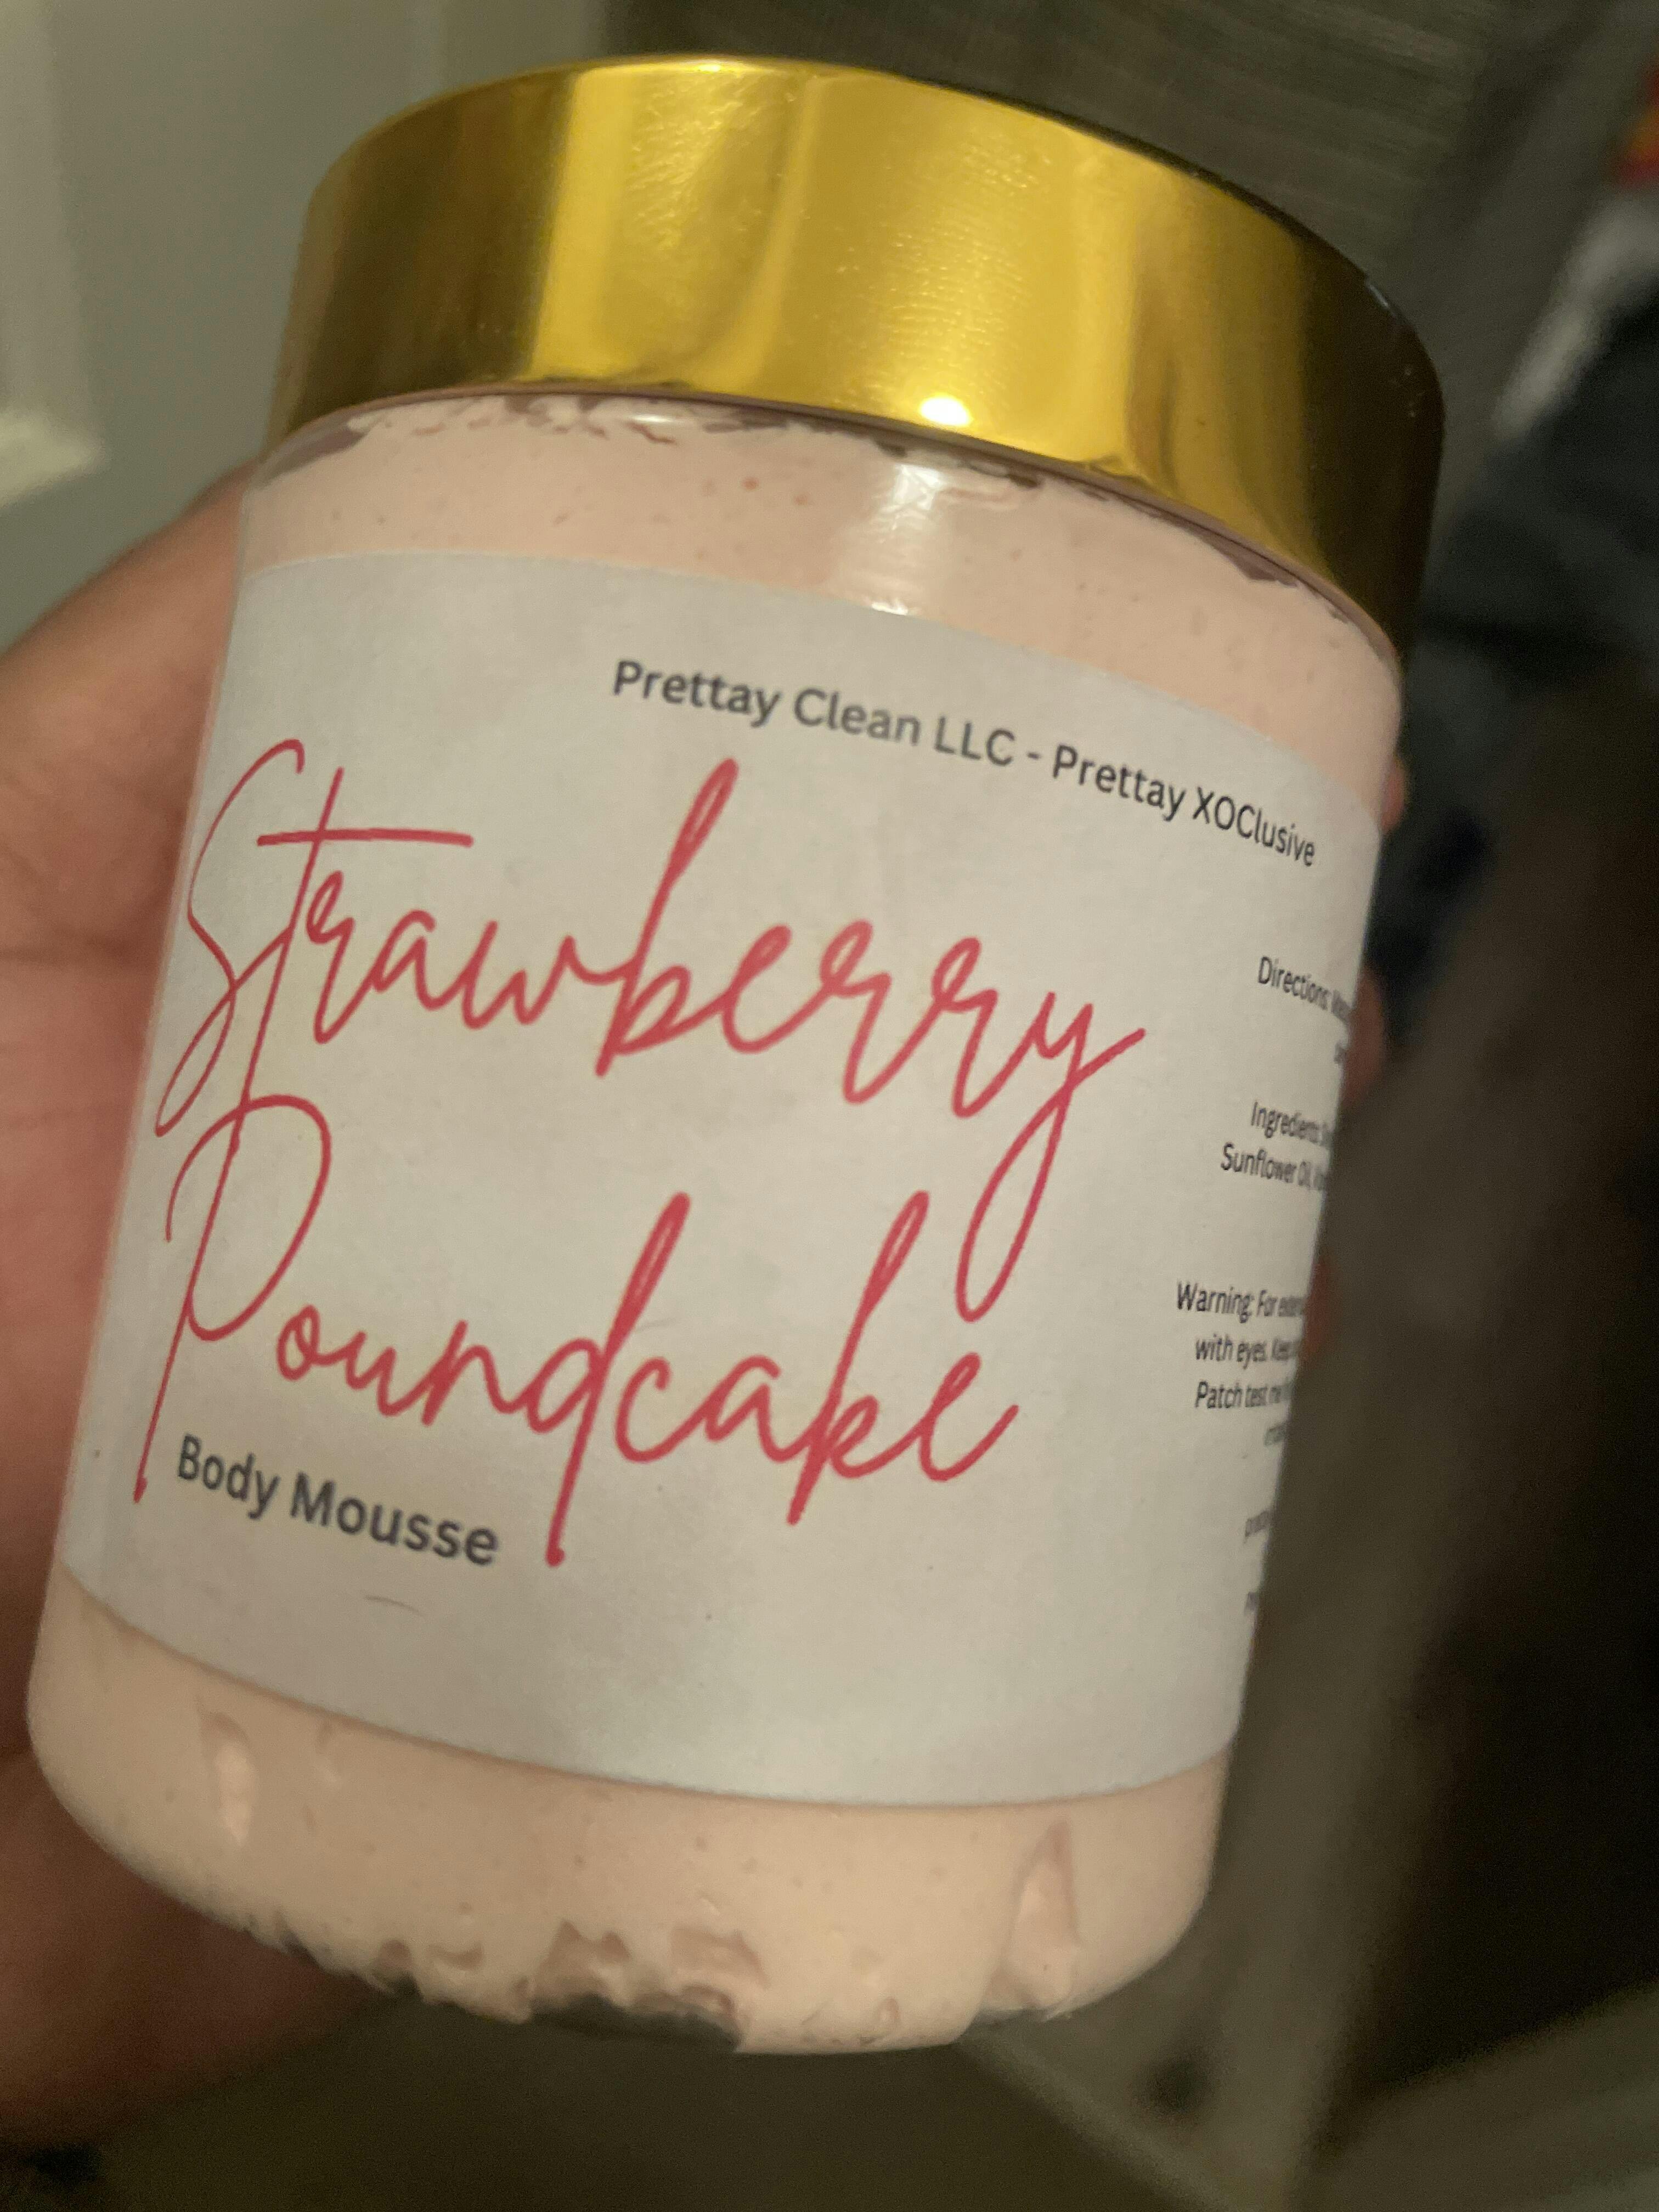 Prettay Clean LLC - Prettay XOClusive
Strawberry
Poundcake
Body Mousse
Directions:
Ingredients:
Sunflower Oil,
Warning: For
with eyes. Keep
Patch test